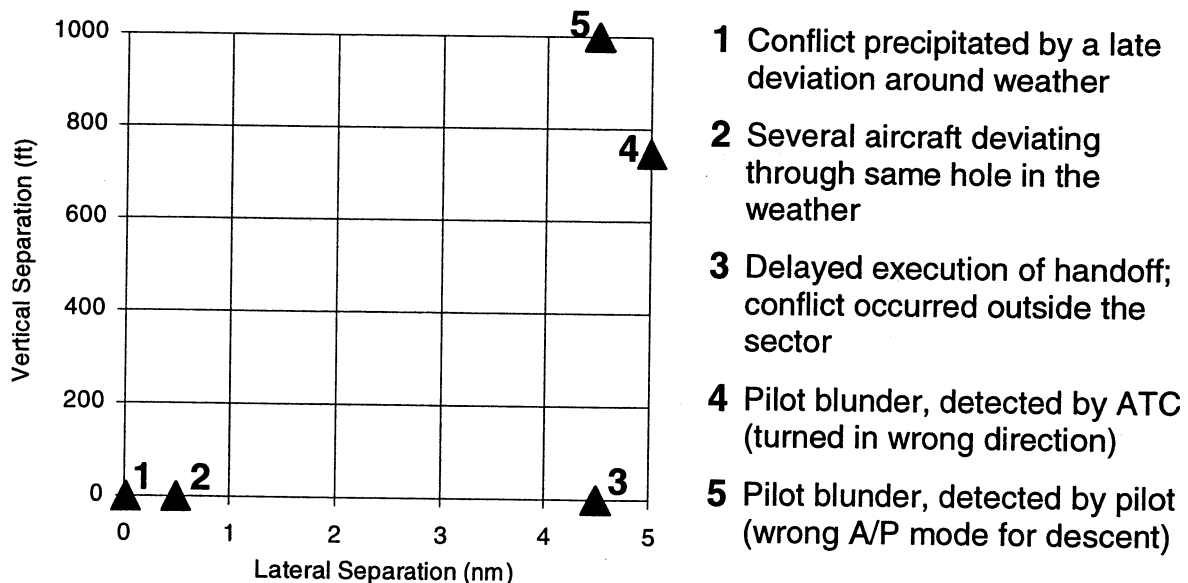 1000
800
600
400
200
0
Vertical Separation (ft)
0 1 2 3 4 5
Lateral Separation (nm)
5
4
1 2 3
1 Conflict precipitated by a late
deviation around weather
2 Several aircraft deviating
through same hole in the
weather
3 Delayed execution of handoff;
conflict occurred outside the
sector
4 Pilot blunder, detected by ATC
(turned in wrong direction)
5 Pilot blunder, detected by pilot
(wrong A/P mode for descent)